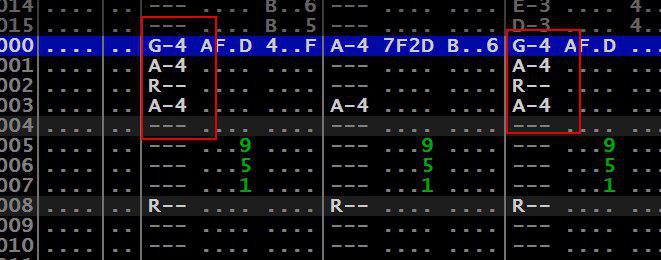 014 .... .. .... .. --- .... B..6 --- .... .... E-3 .... 4..
015 .... .. .... .. --- .... B..5 --- .... .... D-3 .... 4..
000 .... .. G-4 AF.D 4..F A-4 7F2D B..6 G-4 AF.D ...
001 .... .. A-4 .... .... --- .... .... A-4 .... ...
002 .... .. R-- .... .... --- .... .... R-- .... ...
003 .... .. A-4 .... .... A-4 .... .... A-4 .... ...
004 .... .. --- .... .... --- .... .... --- .... ...
005 .... .. --- ...9 .... --- ...9 .... --- ...9 ...
006 .... .. --- ...5 .... --- ...5 .... --- ...5 ...
007 .... .. --- ...1 .... --- ...1 .... --- ...1 ...
008 .... .. R-- .... .... R-- .... .... R-- .... ...
009 .... .. --- .... .... --- .... .... --- .... ...
010 .... .. --- .... .... --- .... .... --- .... ...